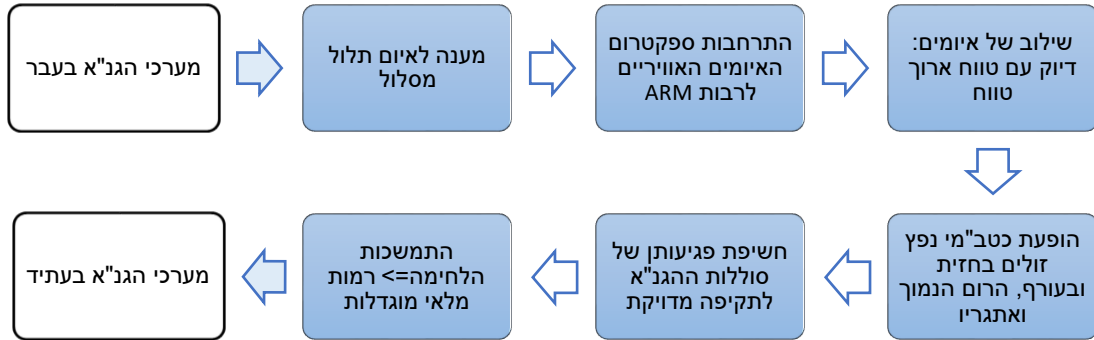 מערכי הגנ"א בעבר
מענה לאיום תלול
מסלול
התרחבות ספקטרום
האיומים האוויריים
לרבות ARM
שילוב של איומים:
דיוק עם טווח ארוך
טווח
הופעת כטב"מי נפץ
זולים בחזית
ובעורף, הרום הנמוך
ואתגריו
חשיפת פגיעותן של
סוללות ההגנ"א
לתקיפה מדויקת
התמשכות
הלחימה=> רמות
מלאי מוגדלות
מערכי הגנ"א בעתיד